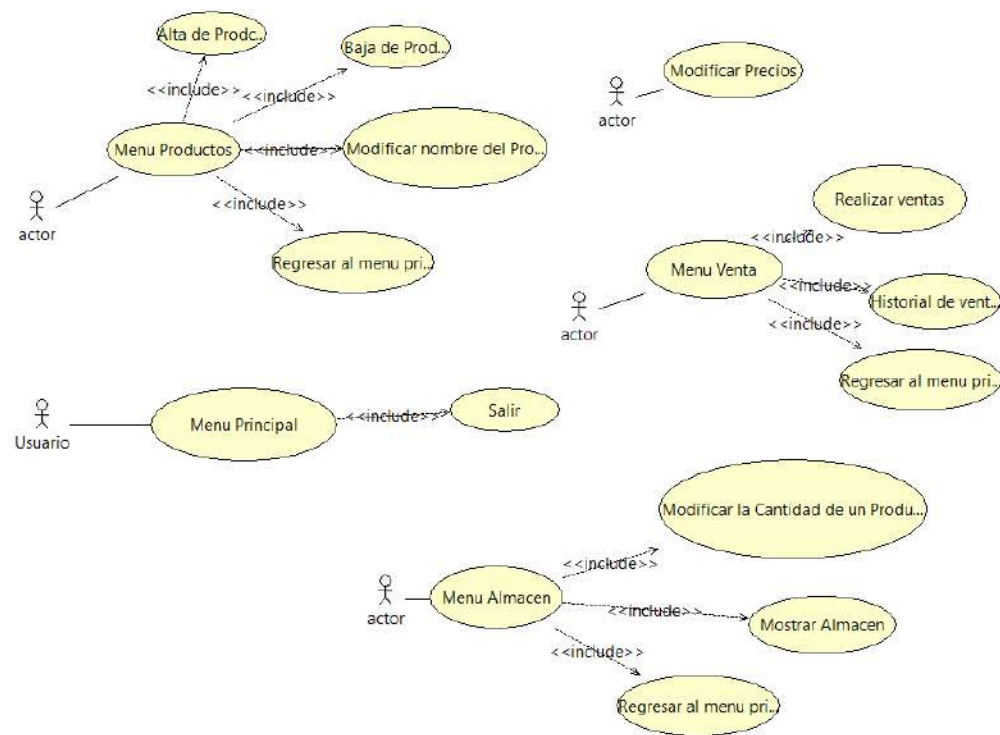 Alta de Prodc...
Baja de Prod...
<<include>>
<<include>>
Menu Productos
<<include>>
Modificar nombre del Pro...
<<include>>
actor
Regresar al menu pri...
Modificar Precios
actor
Realizar ventas
<<include>>
Menu Venta
<<include>>
Historial de vent...
actor
<<include>>
Regresar al menu pri...
Usuario
Menu Principal
<<include>>
Salir
Modificar la Cantidad de un Produ...
<<include>>
actor
Menu Almacen
<<include>>
Mostrar Almacen
<<include>>
Regresar al menu pri...